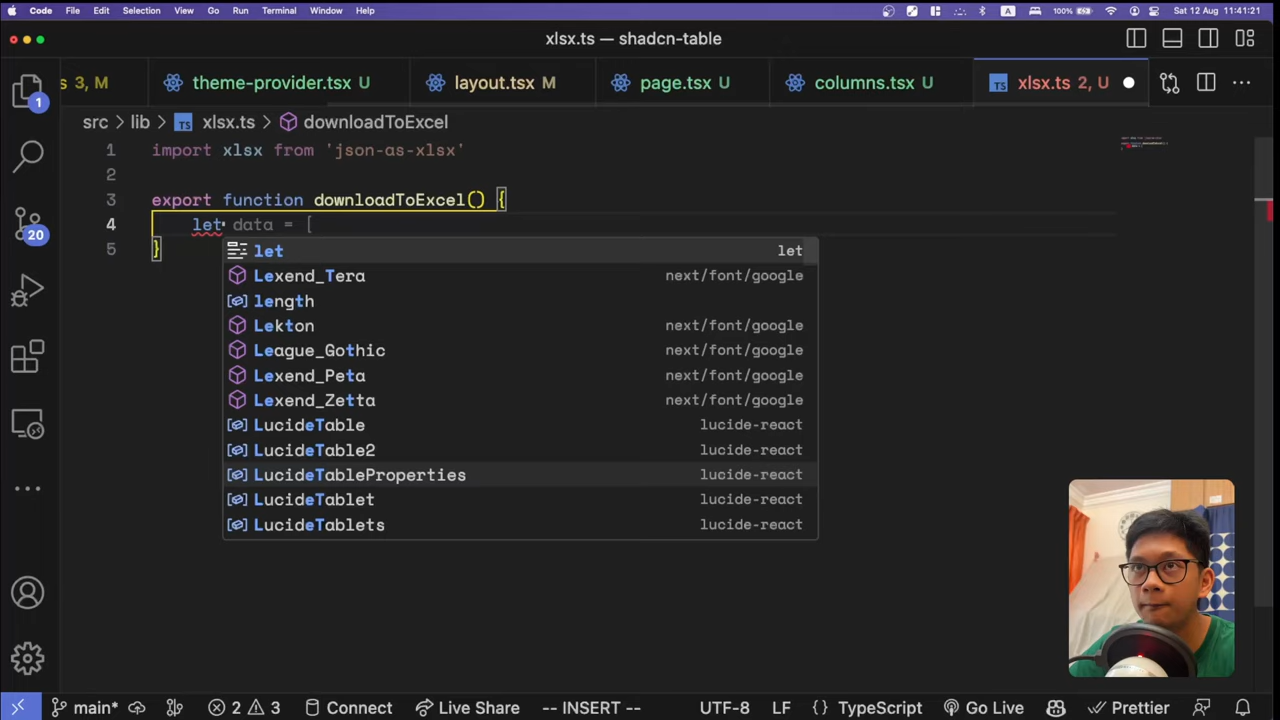 Code File Edit Selection View Go Run Terminal Window Help A 100% Sat 12 Aug 11:41:21
xlsx.ts — shadcn-table
s 3, M theme-provider.tsx U layout.tsx M page.tsx U columns.tsx U TS xlsx.ts 2, U
src > lib > TS xlsx.ts > downloadToExcel
1 import xlsx from 'json-as-xlsx'
2
3 export function downloadToExcel() {
4 let data = [
5 }
let let
Lexend_Tera next/font/google
length
Lekton next/font/google
League_Gothic next/font/google
Lexend_Peta next/font/google
Lexend_Zetta next/font/google
LucideTable lucide-react
LucideTable2 lucide-react
LucideTableProperties lucide-react
LucideTablet lucide-react
LucideTablets lucide-react
1
20
main* 2 3 Connect Live Share -- INSERT -- UTF-8 LF {} TypeScript Go Live Prettier